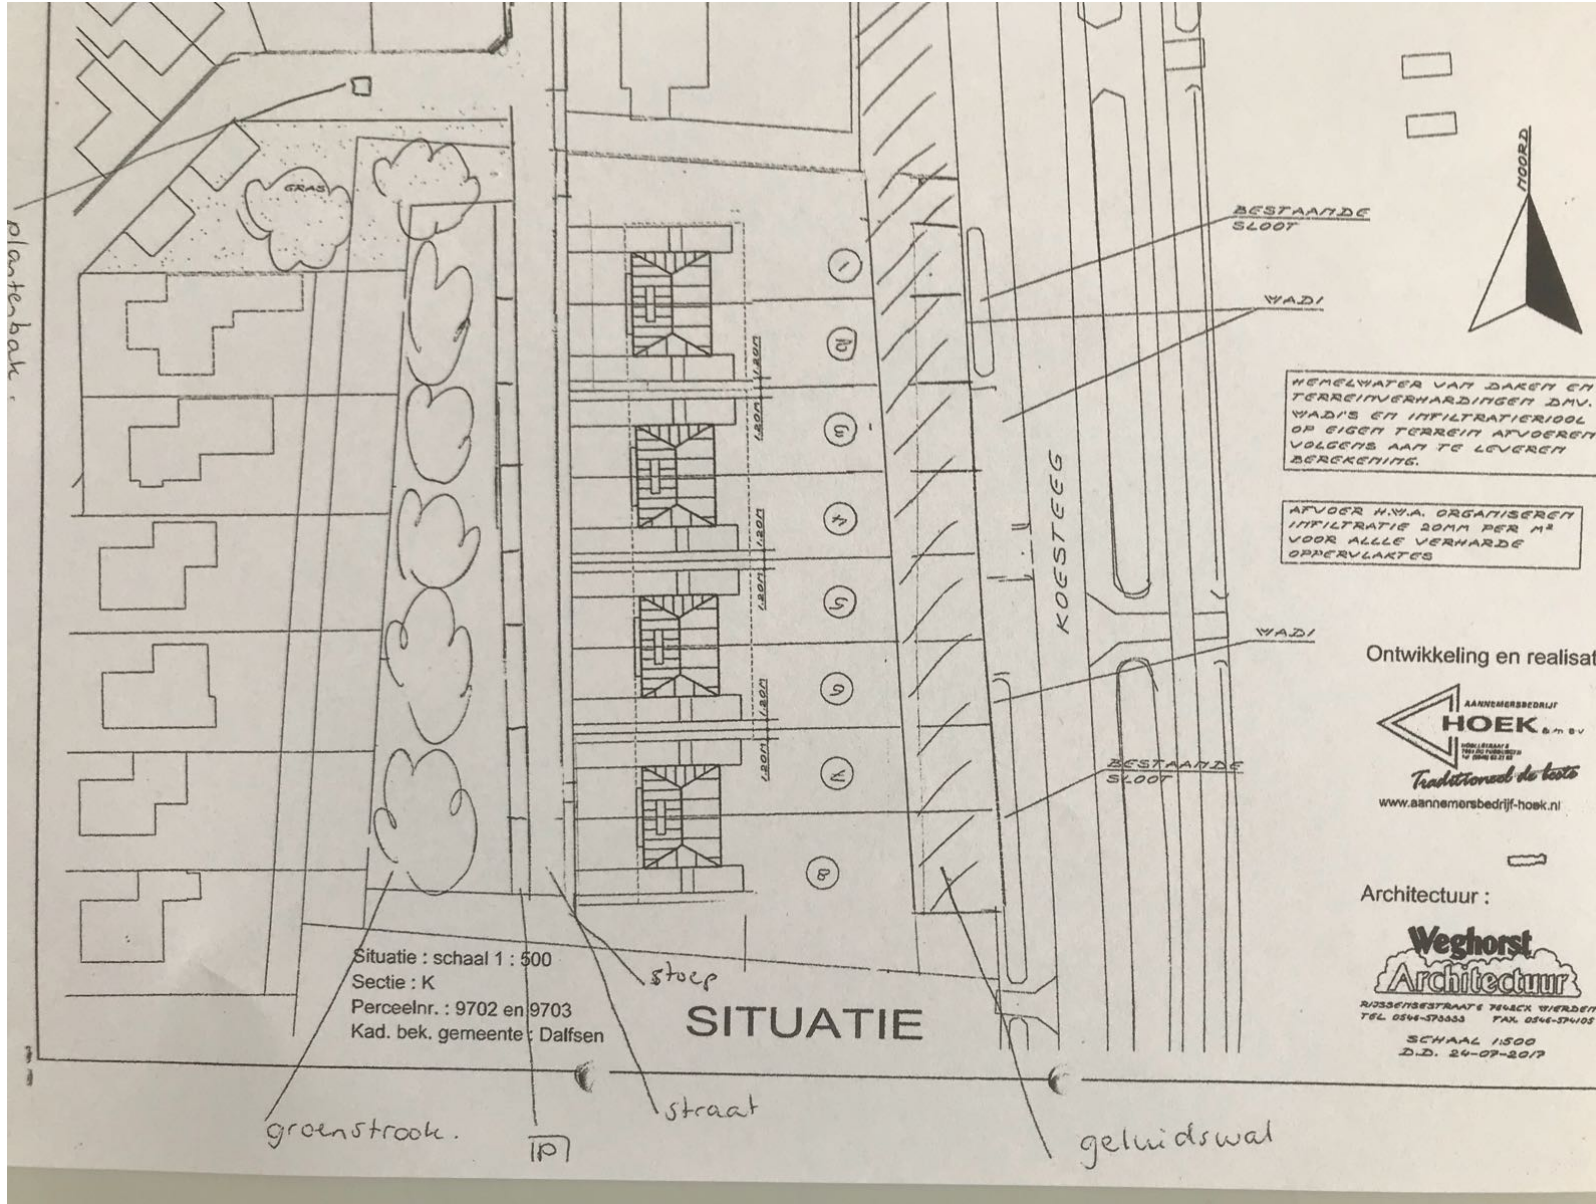 NOORD
GRAS
plantenbak.
BESTAANDE
SLOOT
WADI
1
2
3
4
5
6
7
8
1.20M
1.20M
1.20M
1.20M
1.20M
1.20M
KOESTEEG
HEMELWATER VAN DAKEN EN
TERREINVERHARDINGEN DMV.
WADI'S EN INFILTRATIERIOOL
OP EIGEN TERREIN AFVOEREN
VOLGENS AAN TE LEVEREN
BEREKENING.
AFVOER H.W.A. ORGANISEREN
INFILTRATIE 20MM PER M²
VOOR ALLLE VERHARDE
OPPERVLAKTES
WADI
BESTAANDE
SLOOT
Ontwikkeling en realisat
AANNEMERSBEDRIJF
HOEK
Traditioneel de beste
www.aannemersbedrijf-hoek.nl
Architectuur :
Weghorst
Architectuur
TEL. 0546-573333 FAX. 0546-574105
SCHAAL 1:500
D.D. 24-07-2017
Situatie : schaal 1 : 500
Sectie : K
Perceelnr. : 9702 en 9703
Kad. bek. gemeente : Dalfsen
stoep
SITUATIE
groenstrook.
P
straat
geluidswal